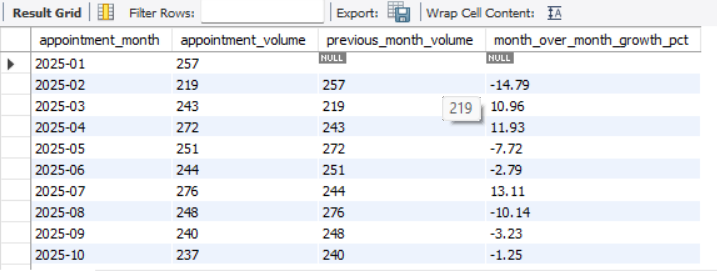 Result Grid Filter Rows: Export: Wrap Cell Content: IA
appointment_month appointment_volume previous_month_volume month_over_month_growth_pct
2025-01 257 NULL NULL
2025-02 219 257 -14.79
2025-03 243 219 219 10.96
2025-04 272 243 11.93
2025-05 251 272 -7.72
2025-06 244 251 -2.79
2025-07 276 244 13.11
2025-08 248 276 -10.14
2025-09 240 248 -3.23
2025-10 237 240 -1.25